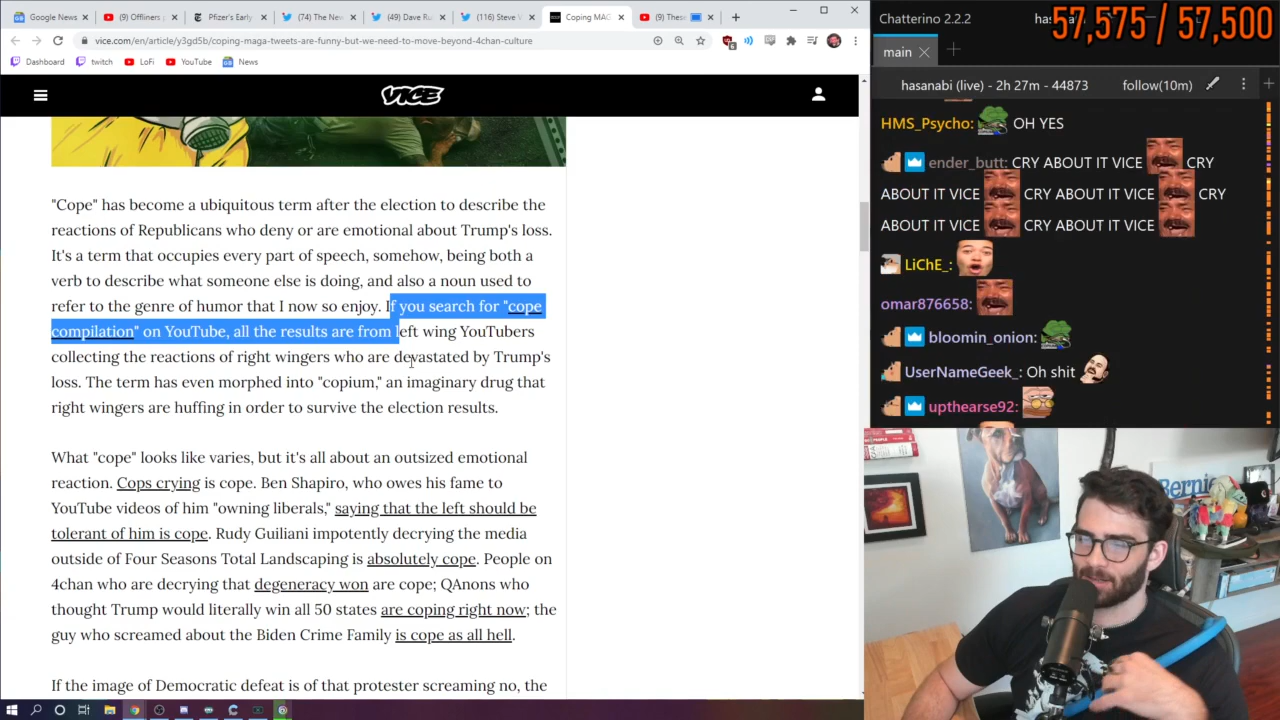 Google News
(9) Offliners
Pfizer's Early
(74) The New
(49) Dave Ru
(116) Steve
Coping MAG
(9) These
vice.com/en/article/y3gd5b/coping-maga-tweets-are-funny-but-we-need-to-move-beyond-4chan-culture
Dashboard
twitch
LoFi
YouTube
News
VICE
"Cope" has become a ubiquitous term after the election to describe the
reactions of Republicans who deny or are emotional about Trump's loss.
It's a term that occupies every part of speech, somehow, being both a
verb to describe what someone else is doing, and also a noun used to
refer to the genre of humor that I now so enjoy. If you search for "cope
compilation" on YouTube, all the results are from left wing YouTubers
collecting the reactions of right wingers who are devastated by Trump's
loss. The term has even morphed into "copium," an imaginary drug that
right wingers are huffing in order to survive the election results.
What "cope" looks like varies, but it's all about an outsized emotional
reaction. Cops crying is cope. Ben Shapiro, who owes his fame to
YouTube videos of him "owning liberals," saying that the left should be
tolerant of him is cope. Rudy Guiliani impotently decrying the media
outside of Four Seasons Total Landscaping is absolutely cope. People on
4chan who are decrying that degeneracy won are cope; QAnons who
thought Trump would literally win all 50 states are coping right now; the
guy who screamed about the Biden Crime Family is cope as all hell.
If the image of Democratic defeat is of that protester screaming no, the
Chatterino 2.2.2
has
57,575 / 57,500
main
hasanabi (live) - 2h 27m - 44873
follow(10m)
HMS_Psycho: OH YES
ender_butt: CRY ABOUT IT VICE CRY
ABOUT IT VICE CRY ABOUT IT VICE CRY
ABOUT IT VICE CRY ABOUT IT VICE
LiChE_:
omar876658:
bloomin_onion:
UserNameGeek_: Oh shit
upthearse92:
Bernie